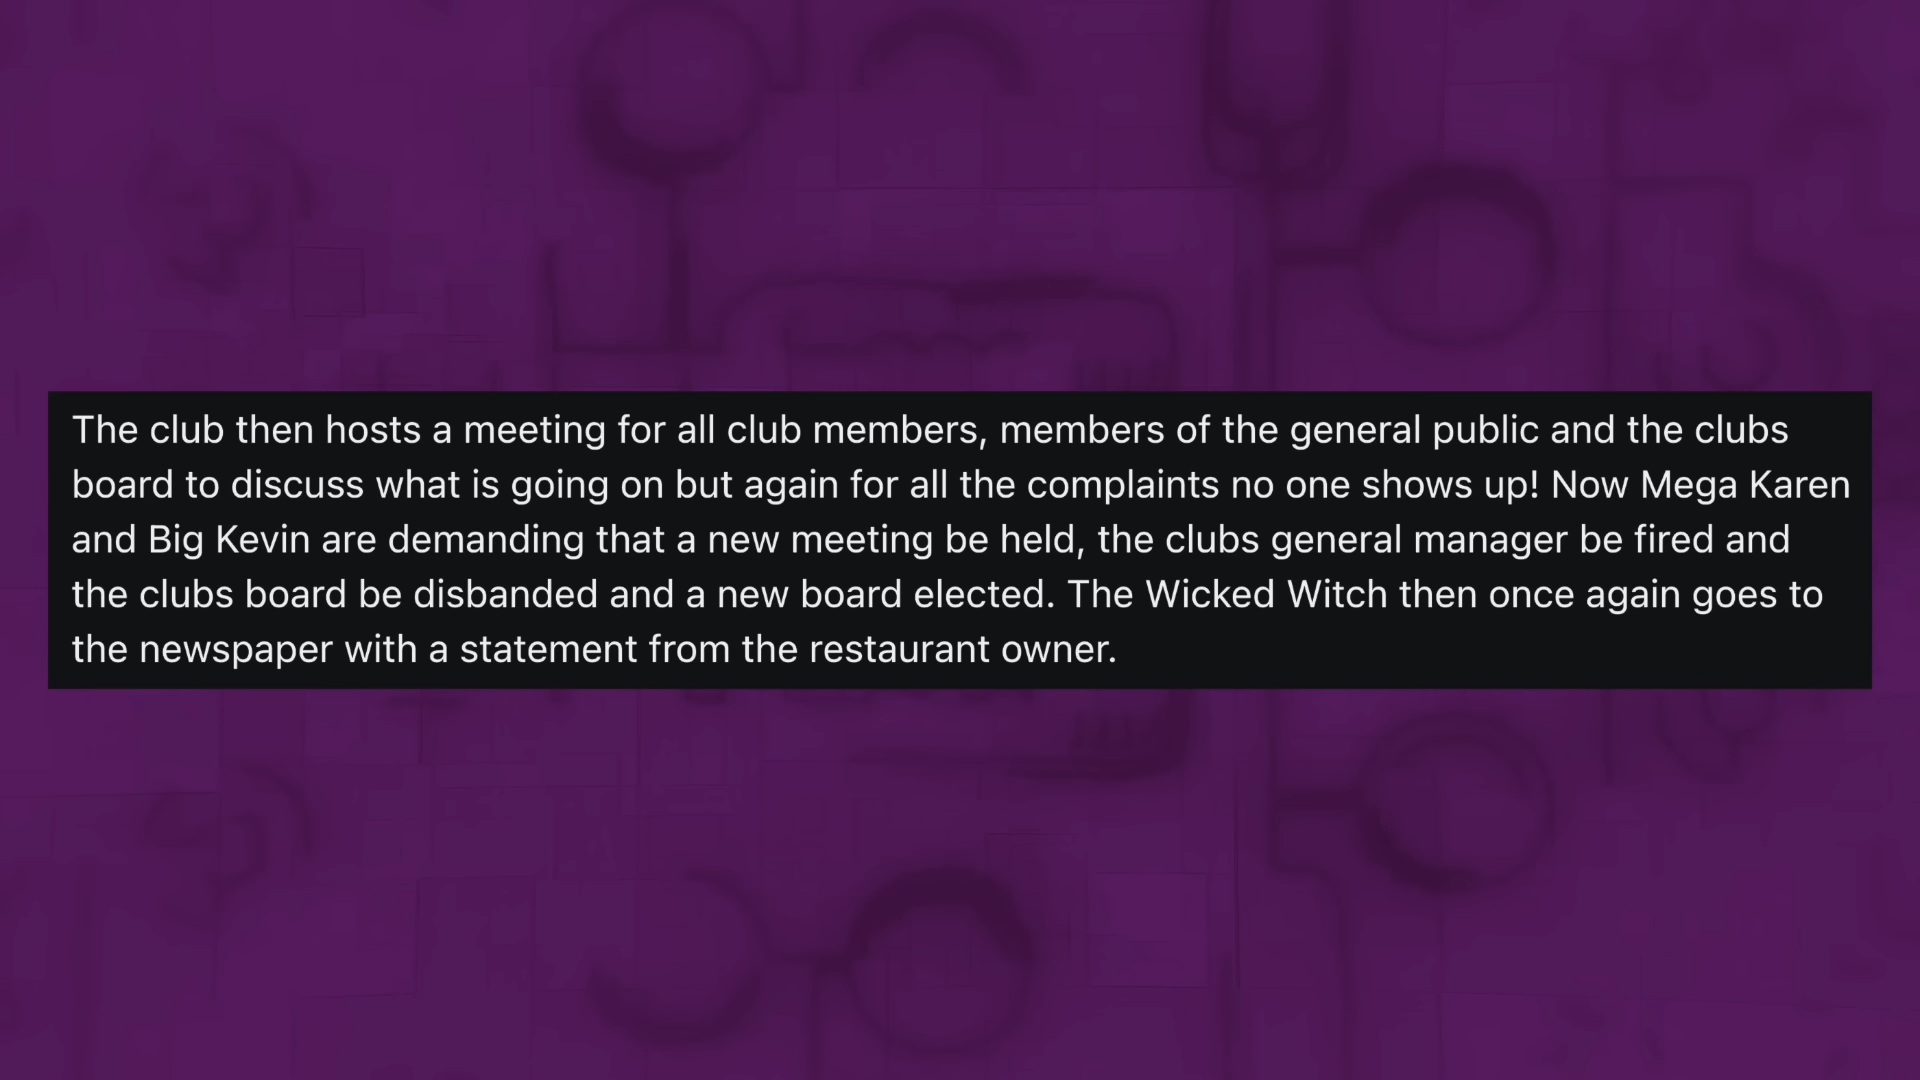 The club then hosts a meeting for all club members, members of the general public and the clubs
board to discuss what is going on but again for all the complaints no one shows up! Now Mega Karen
and Big Kevin are demanding that a new meeting be held, the clubs general manager be fired and
the clubs board be disbanded and a new board elected. The Wicked Witch then once again goes to
the newspaper with a statement from the restaurant owner.